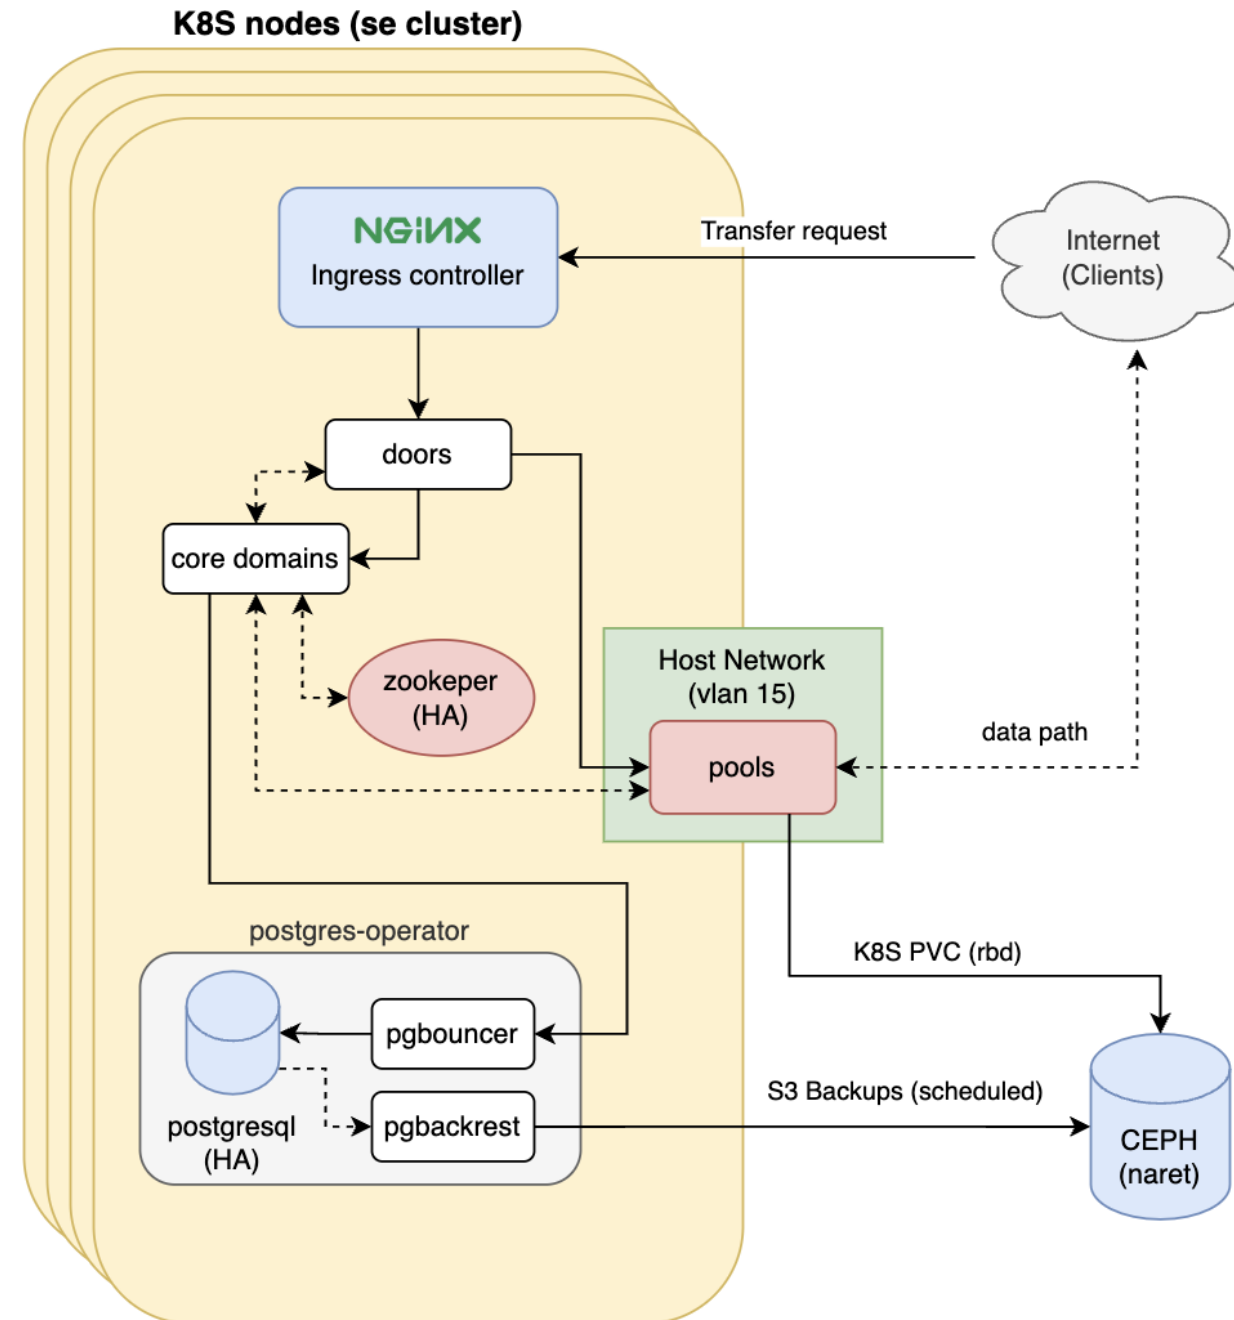 K8S nodes (se cluster)
NGINX
Ingress controller
Transfer request
Internet
(Clients)
doors
core domains
zookeper
(HA)
Host Network
(vlan 15)
pools
data path
postgres-operator
K8S PVC (rbd)
pgbouncer
S3 Backups (scheduled)
pgbackrest
postgresql
(HA)
CEPH
(naret)